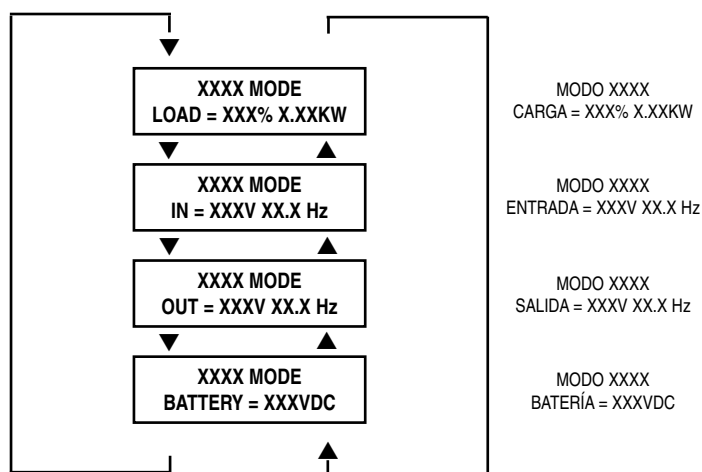 XXXX MODE
LOAD = XXX% X.XXKW
MODO XXXX
CARGA = XXX% X.XXKW
XXXX MODE
IN = XXXV XX.X Hz
MODO XXXX
ENTRADA = XXXV XX.X Hz
XXXX MODE
OUT = XXXV XX.X Hz
MODO XXXX
SALIDA = XXXV XX.X Hz
XXXX MODE
BATTERY = XXXVDC
MODO XXXX
BATERÍA = XXXVDC